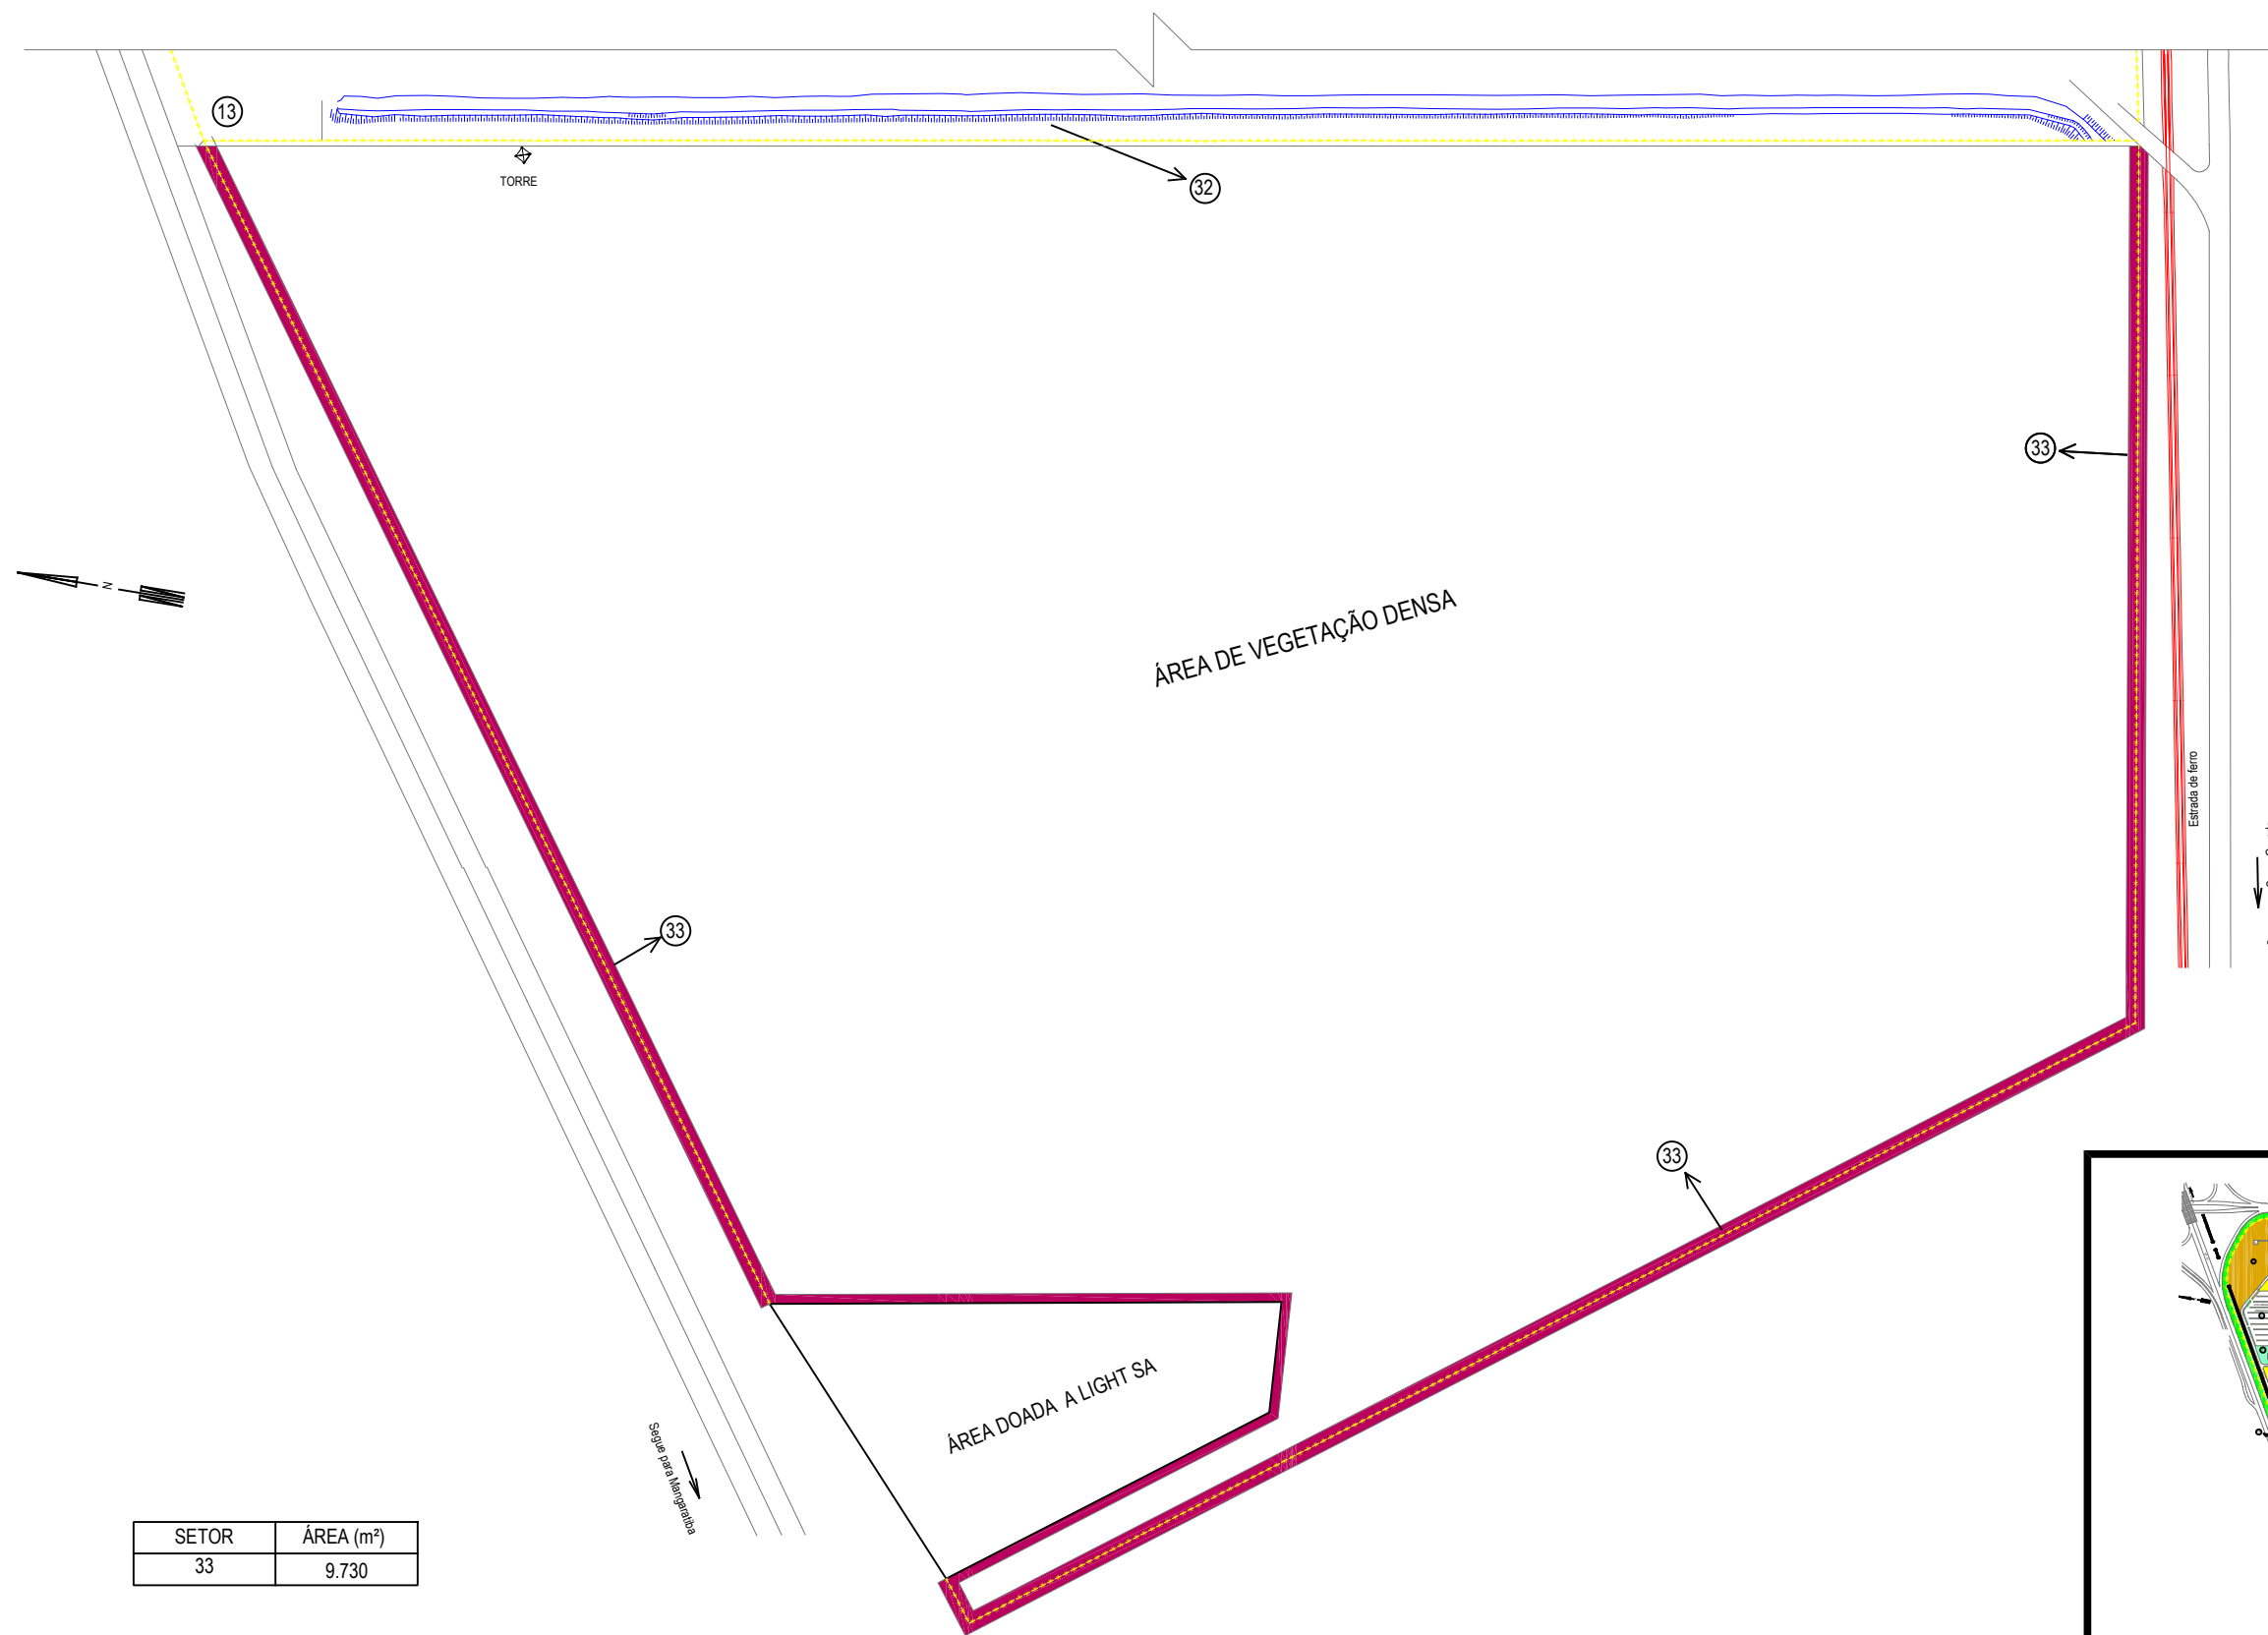 13
TORRE
32
33
N
ÁREA DE VEGETAÇÃO DENSA
Estrada de ferro
33
33
ÁREA DOADA A LIGHT SA
Segue para Mangaratiba
SETOR ÁREA (m²)
33 9.730